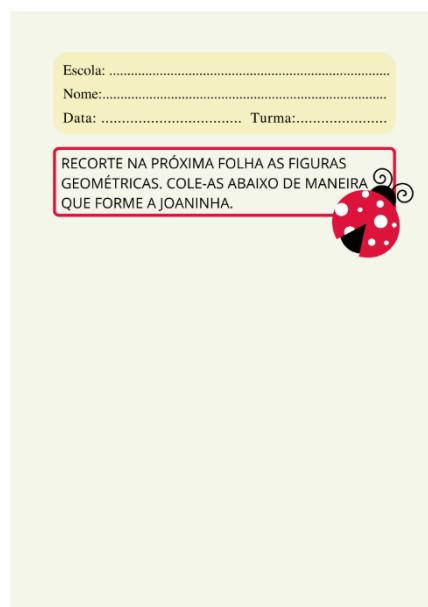 Escola: ..............................................................................
Nome:...............................................................................
Data: .................................. Turma:......................
RECORTE NA PRÓXIMA FOLHA AS FIGURAS
GEOMÉTRICAS. COLE-AS ABAIXO DE MANEIRA
QUE FORME A JOANINHA.